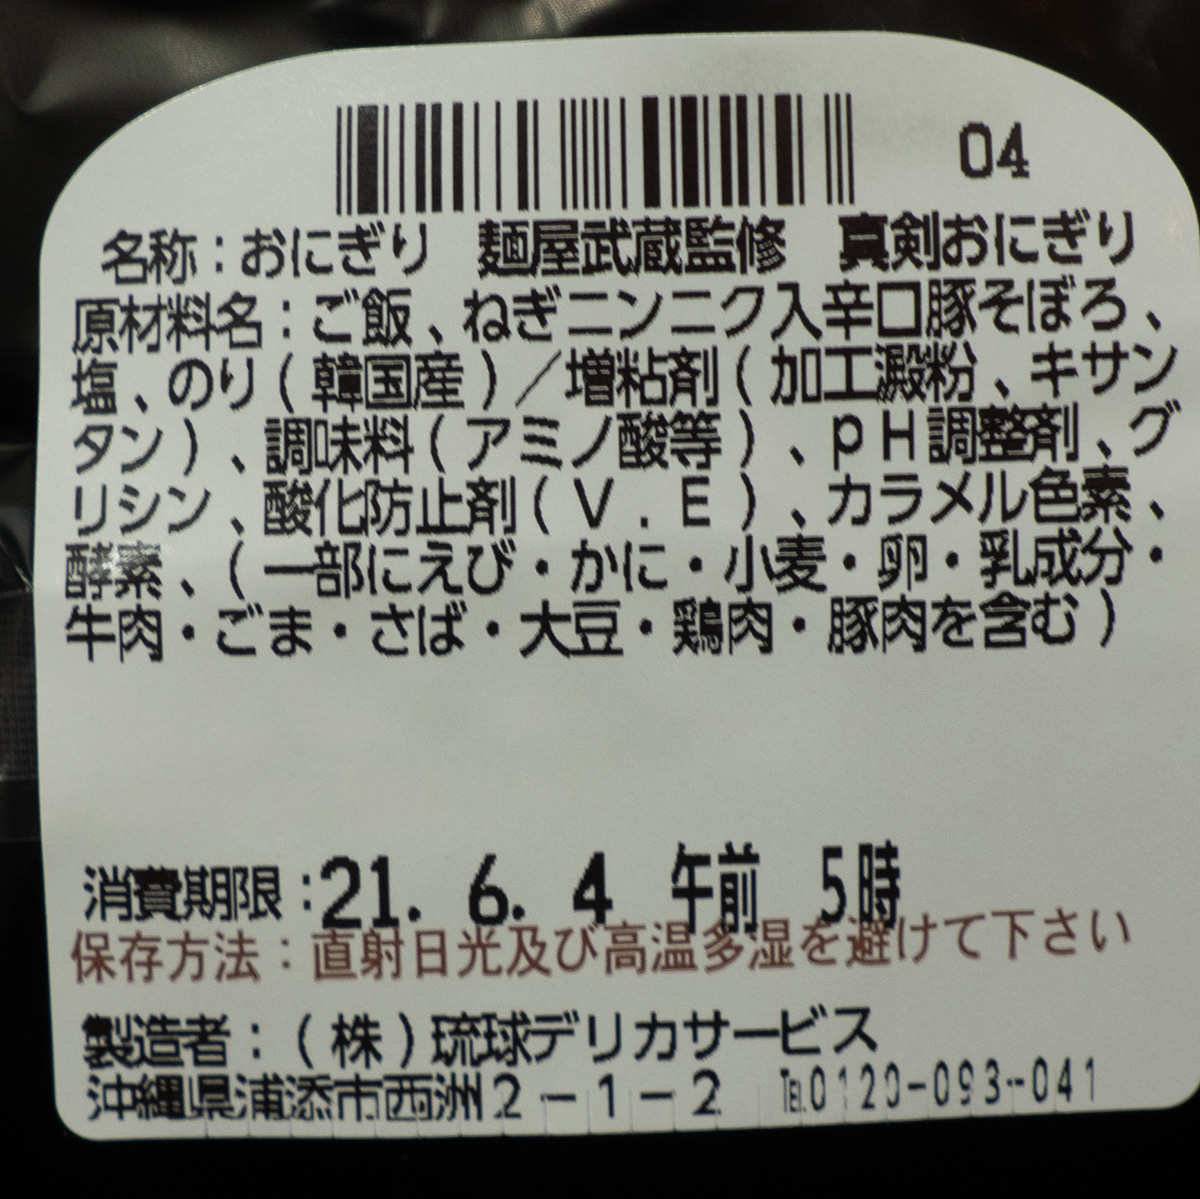 04
名称:おにぎり 麺屋武蔵監修 真剣おにぎり
原材料名:ご飯、ねぎニンニク入辛口豚そぼろ、
塩、のり(韓国産)/増粘剤(加工澱粉、キサン
タン)、調味料(アミノ酸等)、pH調整剤、グ
リシン、酸化防止剤(V.E)、カラメル色素、
酵素、(一部にえび・かに・小麦・卵・乳成分・
牛肉・ごま・さば・大豆・鶏肉・豚肉を含む)
消費期限:21. 6. 4 午前 5時
保存方法:直射日光及び高温多湿を避けて下さい
製造者:(株)琉球デリカサービス
沖縄県浦添市西洲2-1-2 ℡0120-093-041